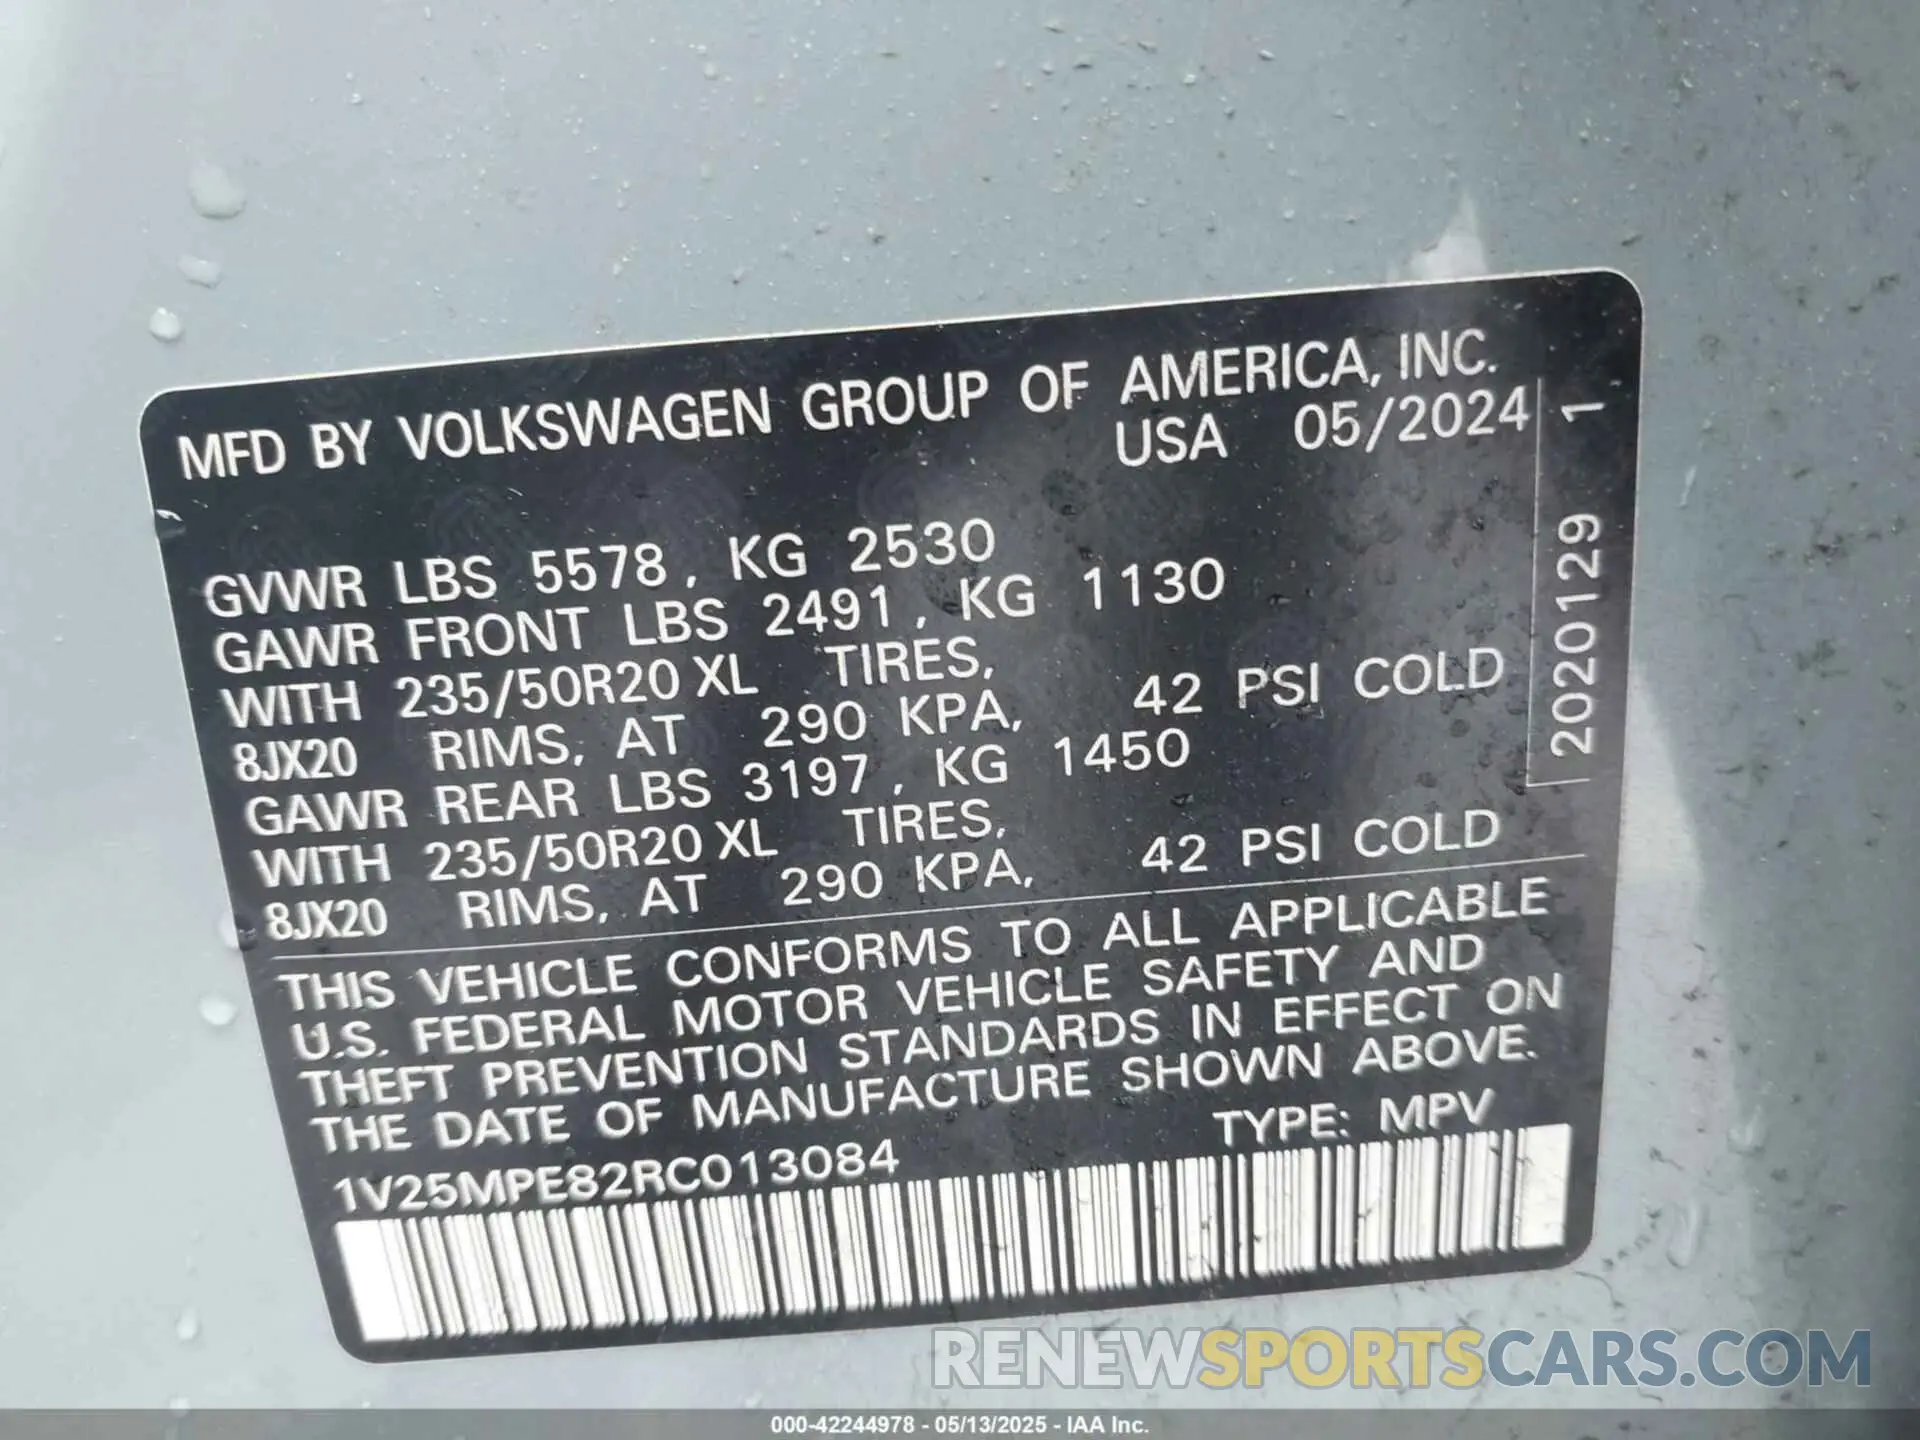 MFD BY VOLKSWAGEN GROUP OF AMERICA, INC.
USA 05/2024
GVWR LBS 5578, KG 2530
GAWR FRONT LBS 2491, KG 1130
WITH 235/50R20 XL TIRES,
8JX20 RIMS, AT 290 KPA, 42 PSI COLD
GAWR REAR LBS 3197, KG 1450
WITH 235/50R20 XL TIRES,
8JX20 RIMS, AT 290 KPA, 42 PSI COLD
2020129 1
THIS VEHICLE CONFORMS TO ALL APPLICABLE
U.S. FEDERAL MOTOR VEHICLE SAFETY AND
THEFT PREVENTION STANDARDS IN EFFECT ON
THE DATE OF MANUFACTURE SHOWN ABOVE.
1V25MPE82RC013084 TYPE: MPV
RENEWSPORTSCARS.COM
000-42244978 - 05/13/2025 - IAA Inc.